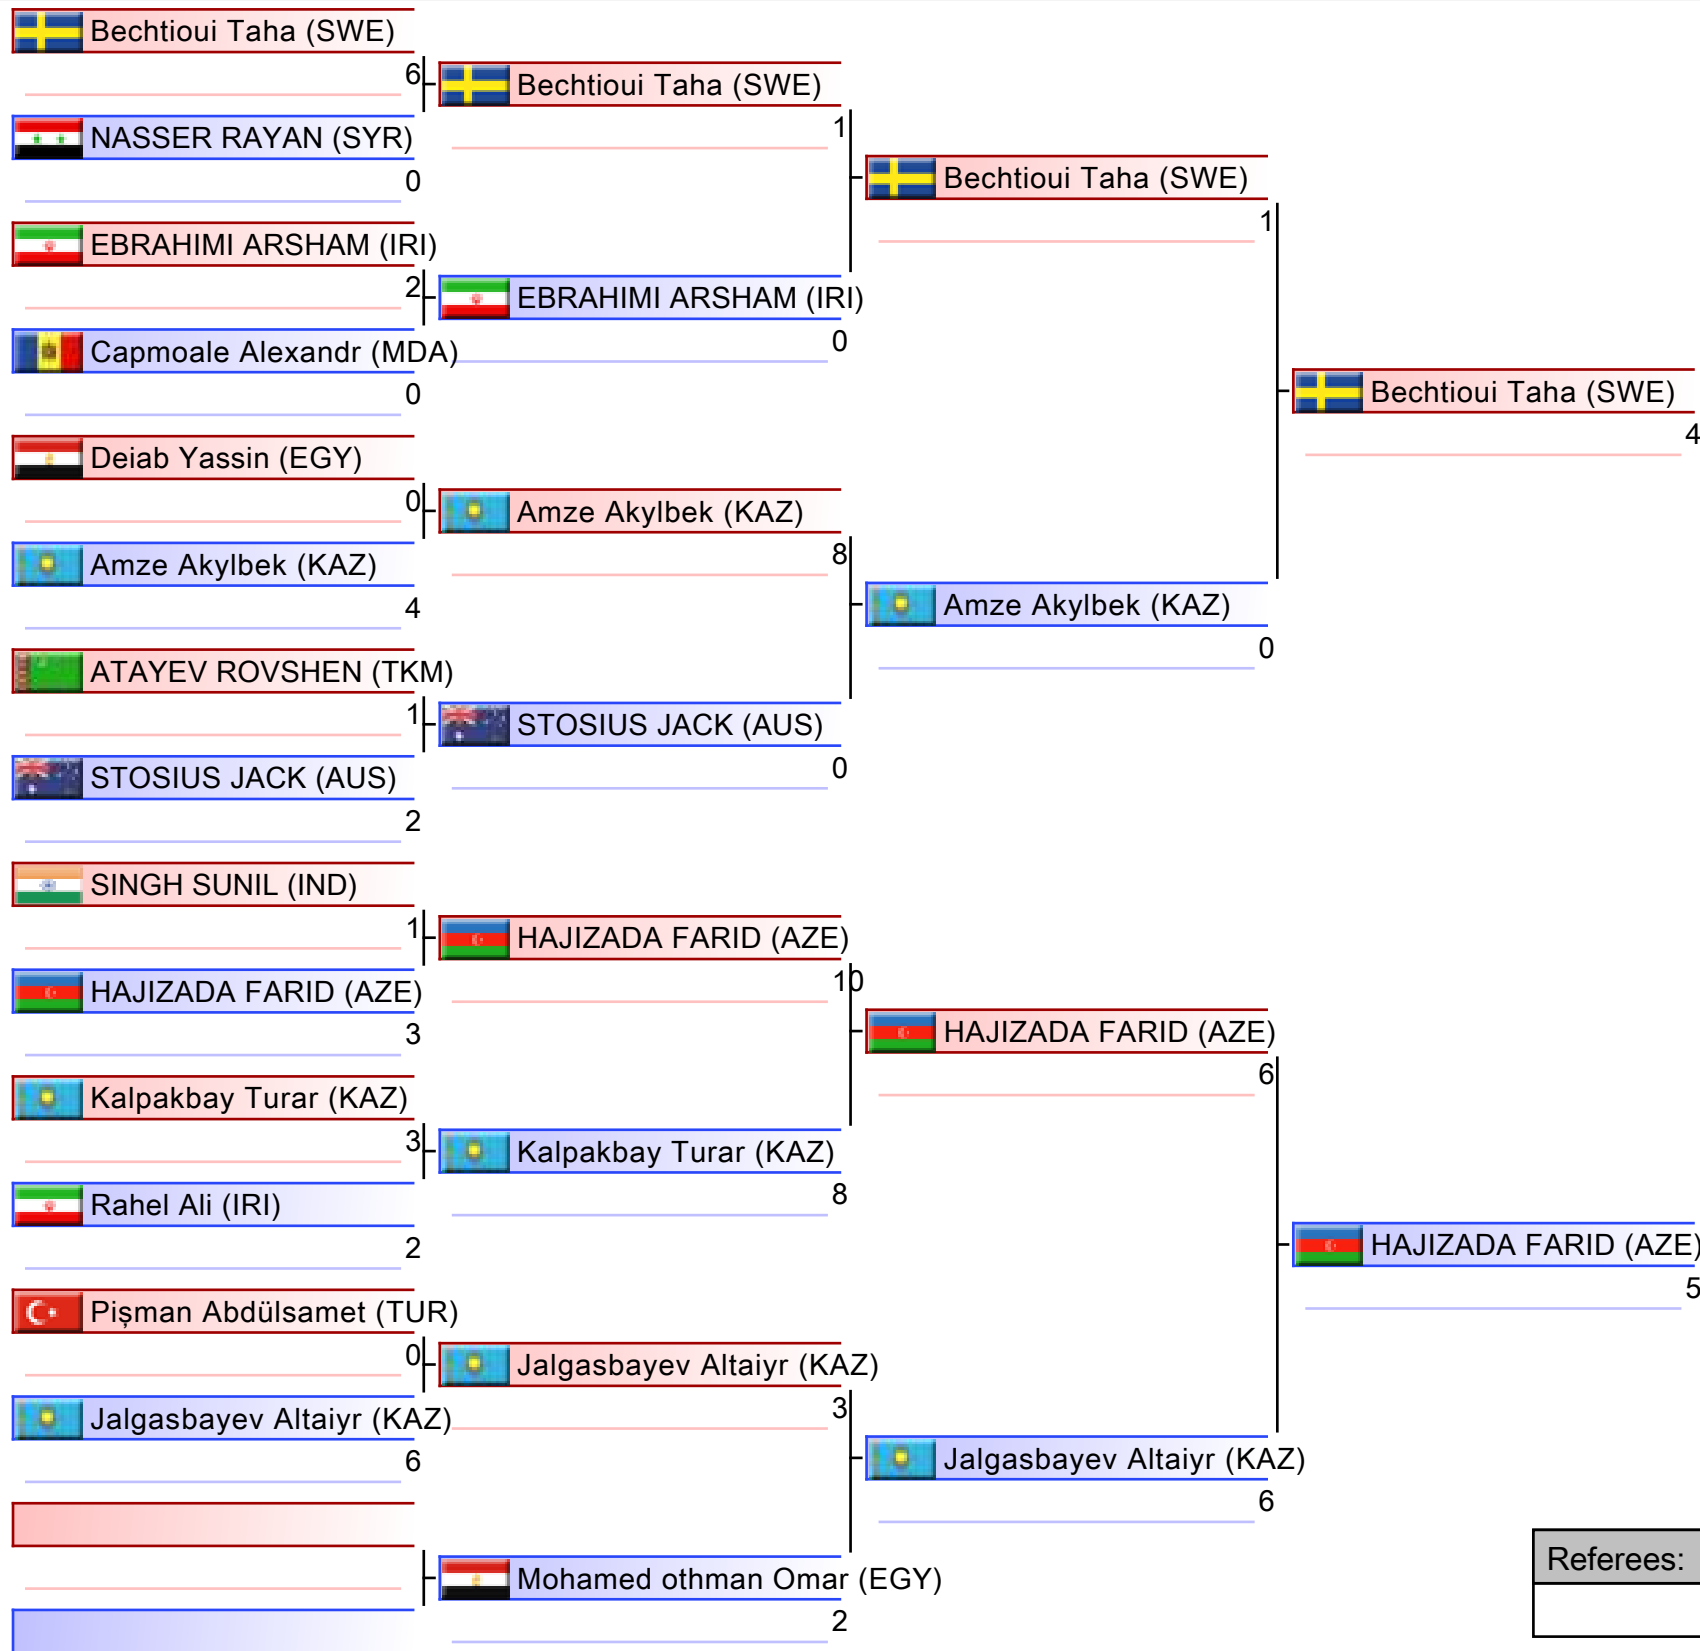 Bechtioui Taha (SWE)
6
NASSER RAYAN (SYR)
0
EBRAHIMI ARSHAM (IRI)
2
Capmoale Alexandr (MDA)
0
Deiab Yassin (EGY)
0
Amze Akylbek (KAZ)
4
ATAYEV ROVSHEN (TKM)
1
STOSIUS JACK (AUS)
2
SINGH SUNIL (IND)
1
HAJIZADA FARID (AZE)
3
Kalpakbay Turar (KAZ)
3
Rahel Ali (IRI)
2
Pişman Abdülsamet (TUR)
0
Jalgasbayev Altaiyr (KAZ)
6
Bechtioui Taha (SWE)
1
EBRAHIMI ARSHAM (IRI)
0
Amze Akylbek (KAZ)
8
STOSIUS JACK (AUS)
0
HAJIZADA FARID (AZE)
10
Kalpakbay Turar (KAZ)
8
Jalgasbayev Altaiyr (KAZ)
3
Mohamed othman Omar (EGY)
2
Bechtioui Taha (SWE)
1
Amze Akylbek (KAZ)
0
HAJIZADA FARID (AZE)
6
Jalgasbayev Altaiyr (KAZ)
6
Bechtioui Taha (SWE)
4
HAJIZADA FARID (AZE)
5
Referees: